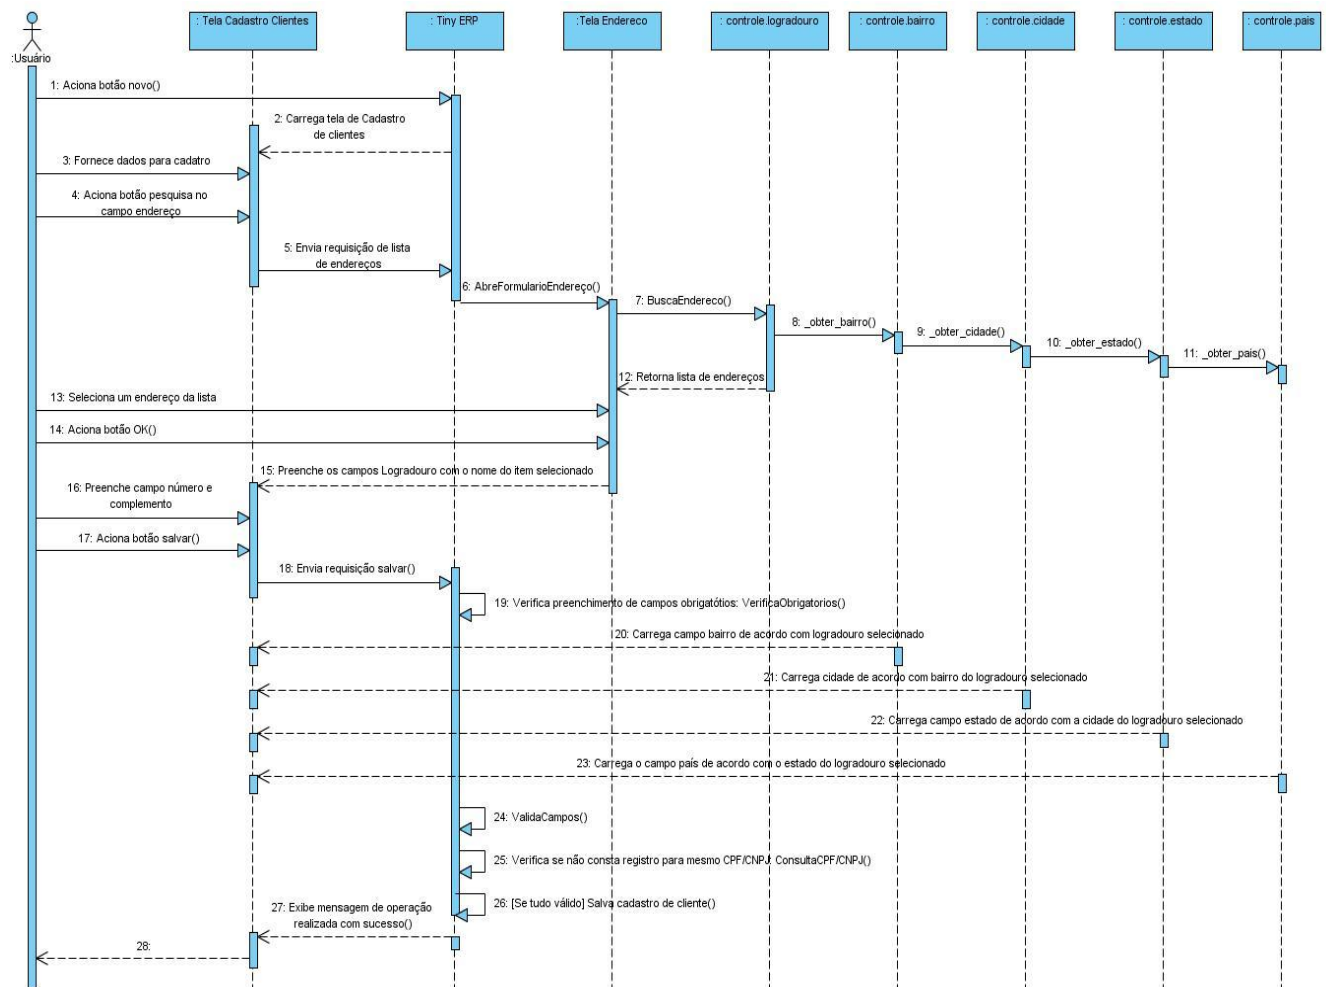 : Tela Cadastro Clientes
: Tiny ERP
:Tela Endereco
: controle.logradouro
: controle.bairro
: controle.cidade
: controle.estado
: controle.pais
:Usuário
1: Aciona botão novo()
2: Carrega tela de Cadastro
de clientes
3: Fornece dados para cadatro
4: Aciona botão pesquisa no
campo endereço
5: Envia requisição de lista
de endereços
6: AbreFormularioEndereço()
7: BuscaEndereco()
8: _obter_bairro()
9: _obter_cidade()
10: _obter_estado()
11: _obter_pais()
12: Retorna lista de endereços
13: Seleciona um endereço da lista
14: Aciona botão OK()
15: Preenche os campos Logradouro com o nome do item selecionado
16: Preenche campo número e
complemento
17: Aciona botão salvar()
18: Envia requisição salvar()
19: Verifica preenchimento de campos obrigatótios: VerificaObrigatorios()
20: Carrega campo bairro de acordo com logradouro selecionado
21: Carrega cidade de acordo com bairro do logradouro selecionado
22: Carrega campo estado de acordo com a cidade do logradouro selecionado
23: Carrega o campo país de acordo com o estado do logradouro selecionado
24: ValidaCampos()
25: Verifica se não consta registro para mesmo CPF/CNPJ: ConsultaCPF/CNPJ()
26: [Se tudo válido] Salva cadastro de cliente()
27: Exibe mensagem de operação
realizada com sucesso()
28: